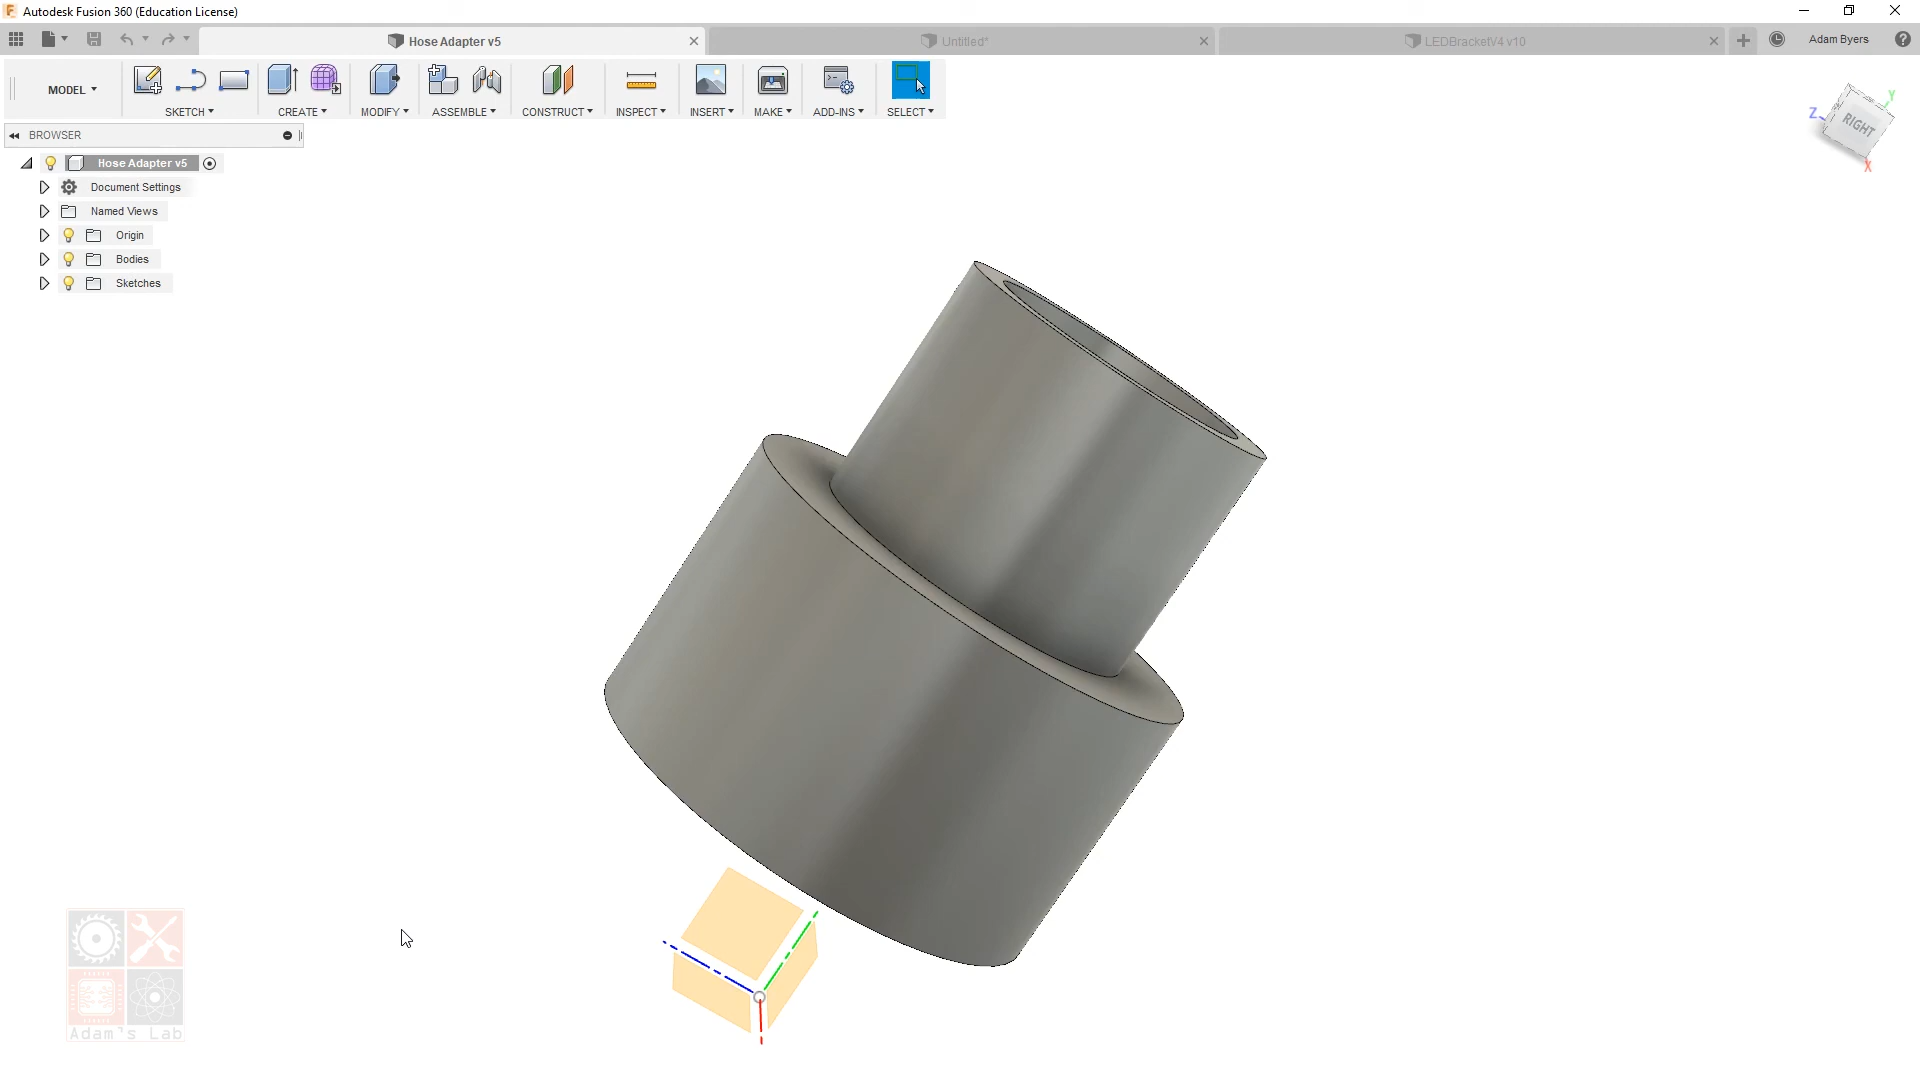 Autodesk Fusion 360 (Education License)
Hose Adapter v5
Untitled*
LEDBracketV4 v10
Adam Byers
MODEL
SKETCH
CREATE
MODIFY
ASSEMBLE
CONSTRUCT
INSPECT
INSERT
MAKE
ADD-INS
SELECT
BROWSER
Hose Adapter v5
Document Settings
Named Views
Origin
Bodies
Sketches
Y
Z
RIGHT
X
Adam's Lab